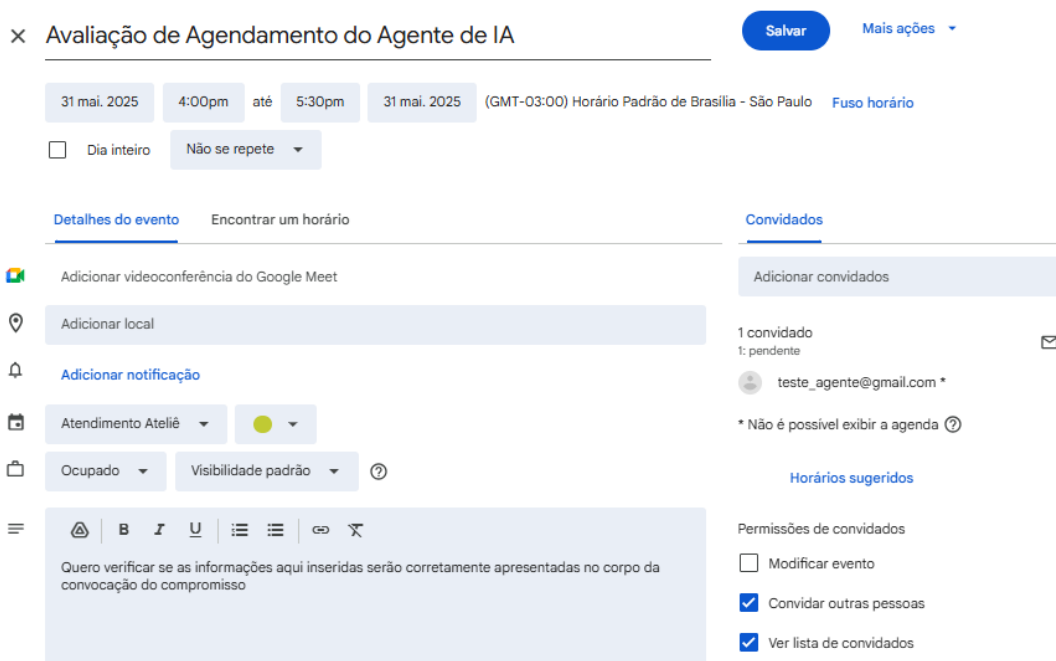 Avaliação de Agendamento do Agente de IA
Salvar
Mais ações
31 mai. 2025 4:00pm até 5:30pm 31 mai. 2025 (GMT-03:00) Horário Padrão de Brasília - São Paulo Fuso horário
Dia inteiro Não se repete
Detalhes do evento Encontrar um horário
Adicionar videoconferência do Google Meet
Adicionar local
Adicionar notificação
Atendimento Ateliê
Ocupado Visibilidade padrão ?
B I U
Quero verificar se as informações aqui inseridas serão corretamente apresentadas no corpo da
convocação do compromisso
Convidados
Adicionar convidados
1 convidado
1: pendente
teste_agente@gmail.com *
* Não é possível exibir a agenda ?
Horários sugeridos
Permissões de convidados
Modificar evento
Convidar outras pessoas
Ver lista de convidados